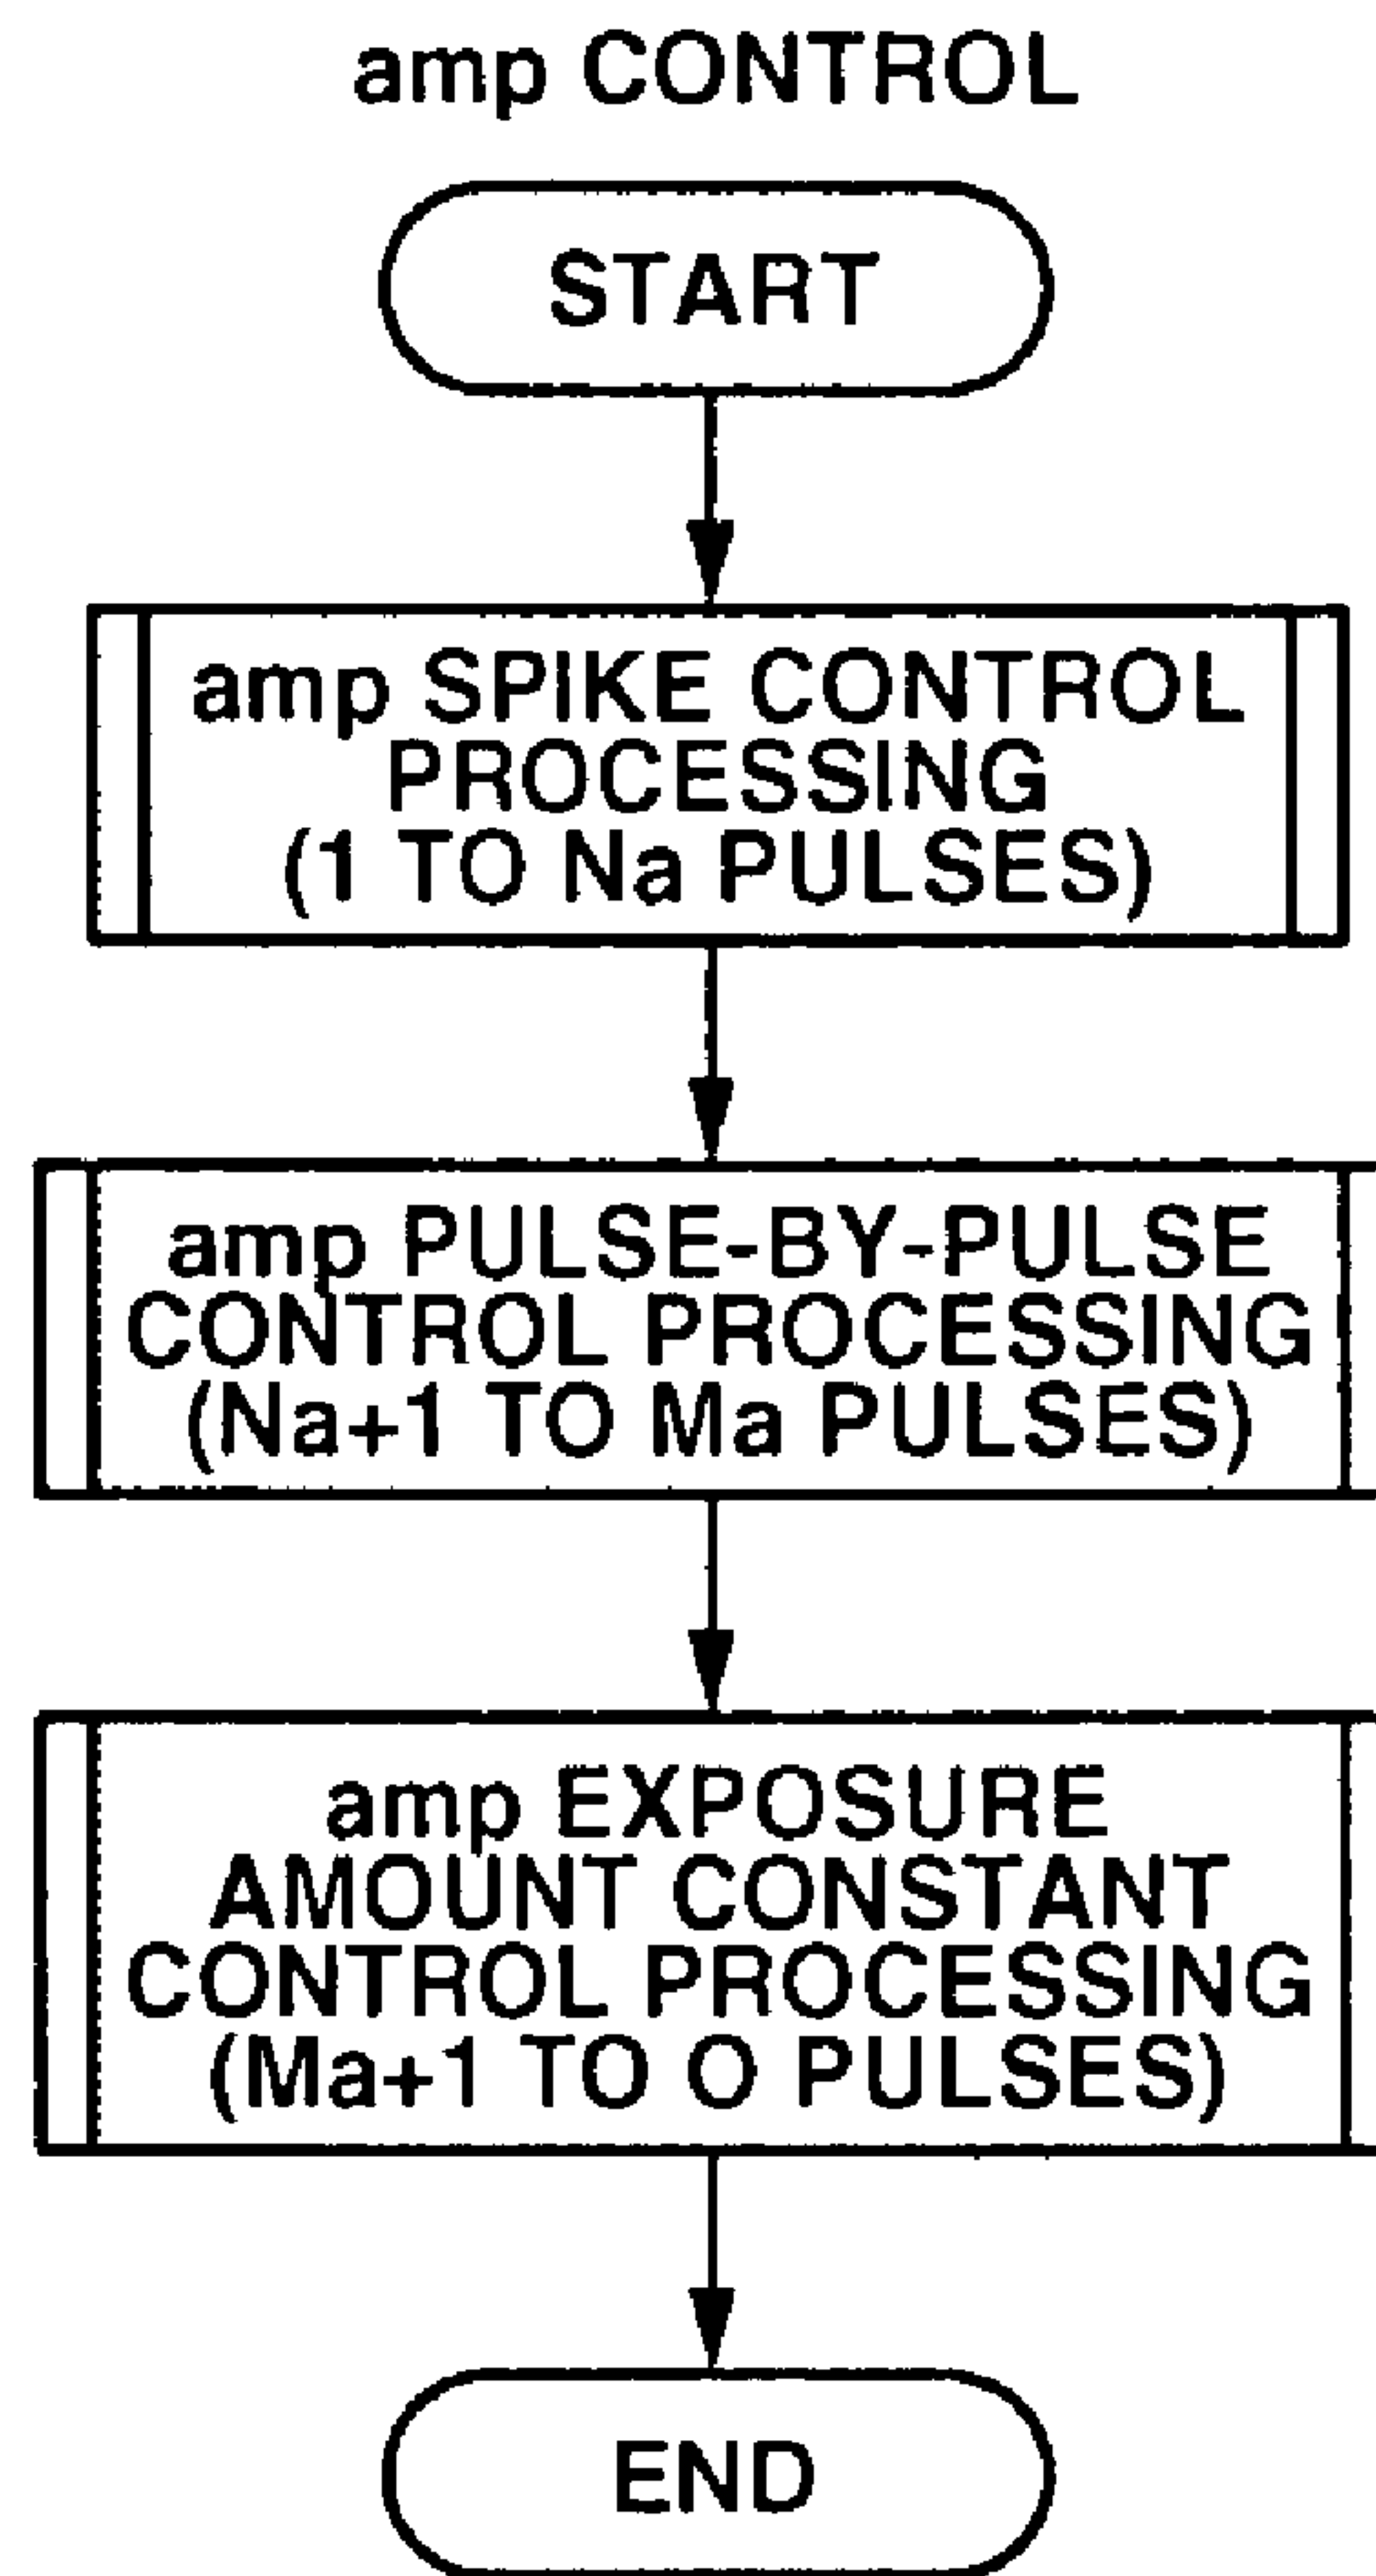 amp CONTROL
START
amp SPIKE CONTROL
PROCESSING
(1 TO Na PULSES)
amp PULSE-BY-PULSE
CONTROL PROCESSING
(Na+1 TO Ma PULSES)
amp EXPOSURE
AMOUNT CONSTANT
CONTROL PROCESSING
(Ma+1 TO O PULSES)
END